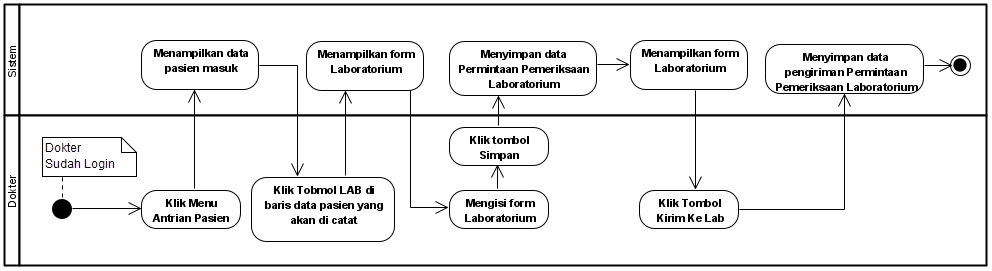 Sistem
Menampilkan data
pasien masuk
Menampilkan form
Laboratorium
Menyimpan data
Permintaan Pemeriksaan
Laboratorium
Menampilkan form
Laboratorium
Menyimpan data
pengiriman Permintaan
Pemeriksaan Laboratorium
Dokter
Dokter
Sudah Login
Klik Menu
Antrian Pasien
Klik Tobmol LAB di
baris data pasien yang
akan di catat
Klik tombol
Simpan
Mengisi form
Laboratorium
Klik Tombol
Kirim Ke Lab